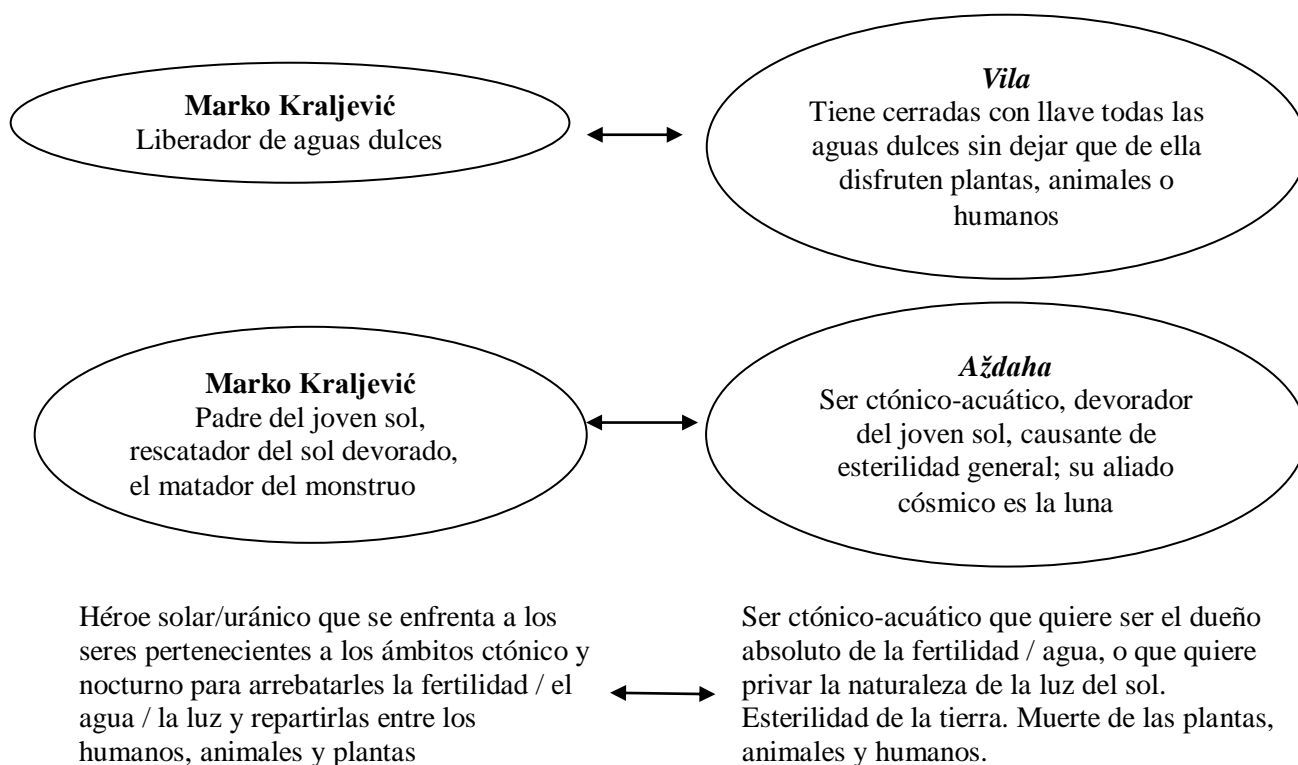 Marko Kraljević
Liberador de aguas dulces
Vila
Tiene cerradas con llave todas las
aguas dulces sin dejar que de ella
disfruten plantas, animales o
humanos
Marko Kraljević
Padre del joven sol,
rescatador del sol devorado,
el matador del monstruo
Aždaha
Ser ctónico-acuático, devorador
del joven sol, causante de
esterilidad general; su aliado
cósmico es la luna
Héroe solar/uránico que se enfrenta a los
seres pertenecientes a los ámbitos ctónico y
nocturno para arrebatarles la fertilidad / el
agua / la luz y repartirlas entre los
humanos, animales y plantas
Ser ctónico-acuático que quiere ser el dueño
absoluto de la fertilidad / agua, o que quiere
privar la naturaleza de la luz del sol.
Esterilidad de la tierra. Muerte de las plantas,
animales y humanos.